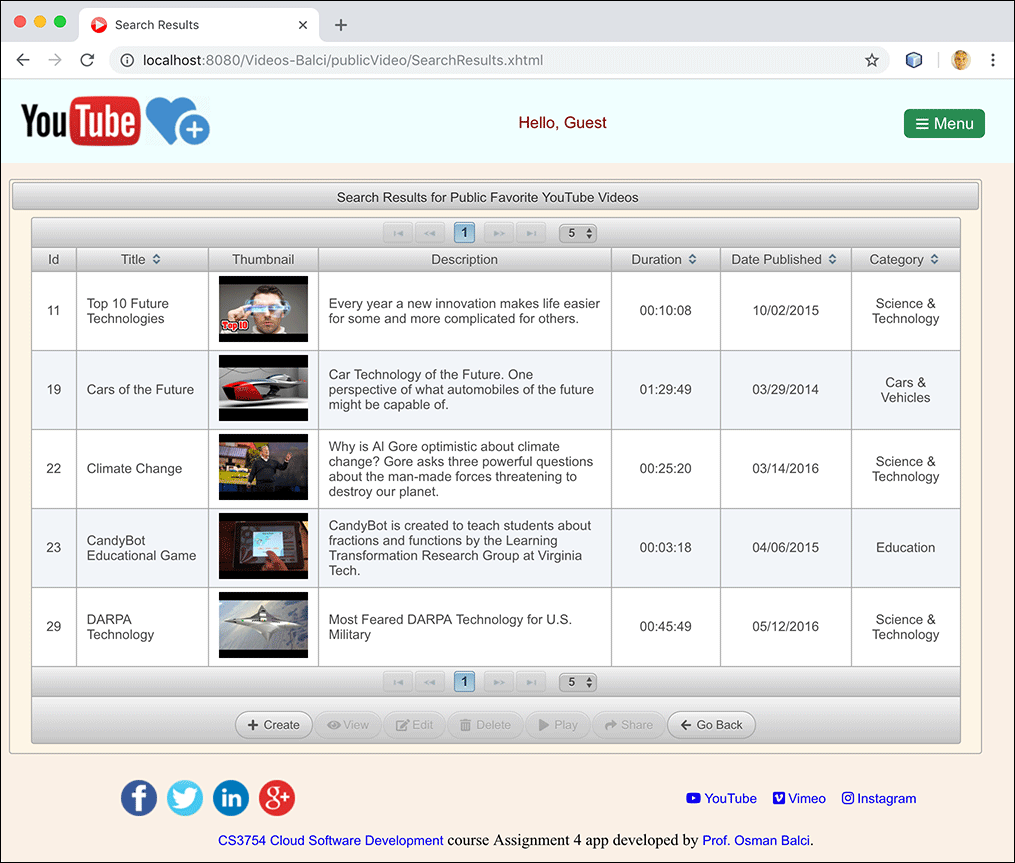 Search Results
localhost:8080/Videos-Balci/publicVideo/SearchResults.xhtml
YouTube
Hello, Guest
Menu
Search Results for Public Favorite YouTube Videos
1 5
Id Title Thumbnail Description Duration Date Published Category
11
Top 10 Future
Technologies
Top 10
Every year a new innovation makes life easier
for some and more complicated for others.
00:10:08
10/02/2015
Science &
Technology
19
Cars of the Future
Car Technology of the Future. One
perspective of what automobiles of the future
might be capable of.
01:29:49
03/29/2014
Cars &
Vehicles
22
Climate Change
Why is Al Gore optimistic about climate
change? Gore asks three powerful questions
about the man-made forces threatening to
destroy our planet.
00:25:20
03/14/2016
Science &
Technology
23
CandyBot
Educational Game
CandyBot is created to teach students about
fractions and functions by the Learning
Transformation Research Group at Virginia
Tech.
00:03:18
04/06/2015
Education
29
DARPA
Technology
Most Feared DARPA Technology for U.S.
Military
00:45:49
05/12/2016
Science &
Technology
1 5
Create View Edit Delete Play Share Go Back
YouTube Vimeo Instagram
CS3754 Cloud Software Development course Assignment 4 app developed by Prof. Osman Balci.